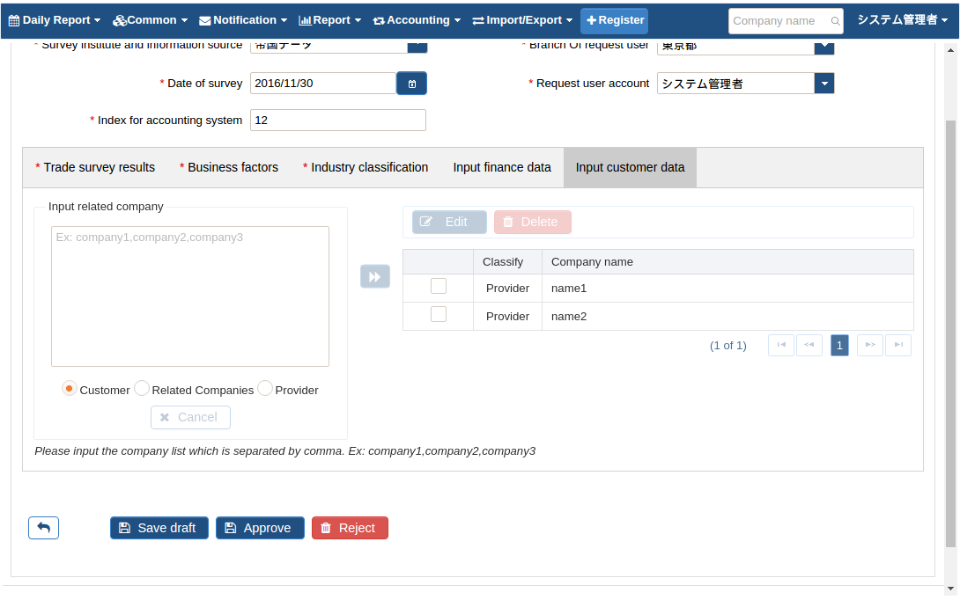 Daily Report Common Notification Report Accounting Import/Export Register Company name システム管理者
* Survey institute and information source 帝国データ * Branch Of request user 東京都
* Date of survey 2016/11/30 * Request user account システム管理者
* Index for accounting system 12
* Trade survey results * Business factors * Industry classification Input finance data Input customer data
Input related company
Ex: company1,company2,company3
Edit Delete
Classify Company name
Provider name1
Provider name2
(1 of 1) 1
Customer Related Companies Provider
Cancel
Please input the company list which is separated by comma. Ex: company1,company2,company3
Save draft Approve Reject